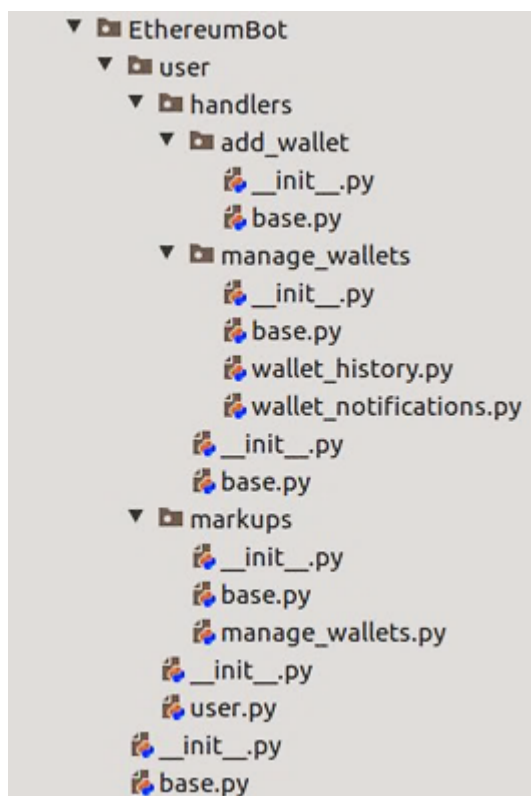 EthereumBot
user
handlers
add_wallet
__init__.py
base.py
manage_wallets
__init__.py
base.py
wallet_history.py
wallet_notifications.py
__init__.py
base.py
markups
__init__.py
base.py
manage_wallets.py
__init__.py
user.py
__init__.py
base.py